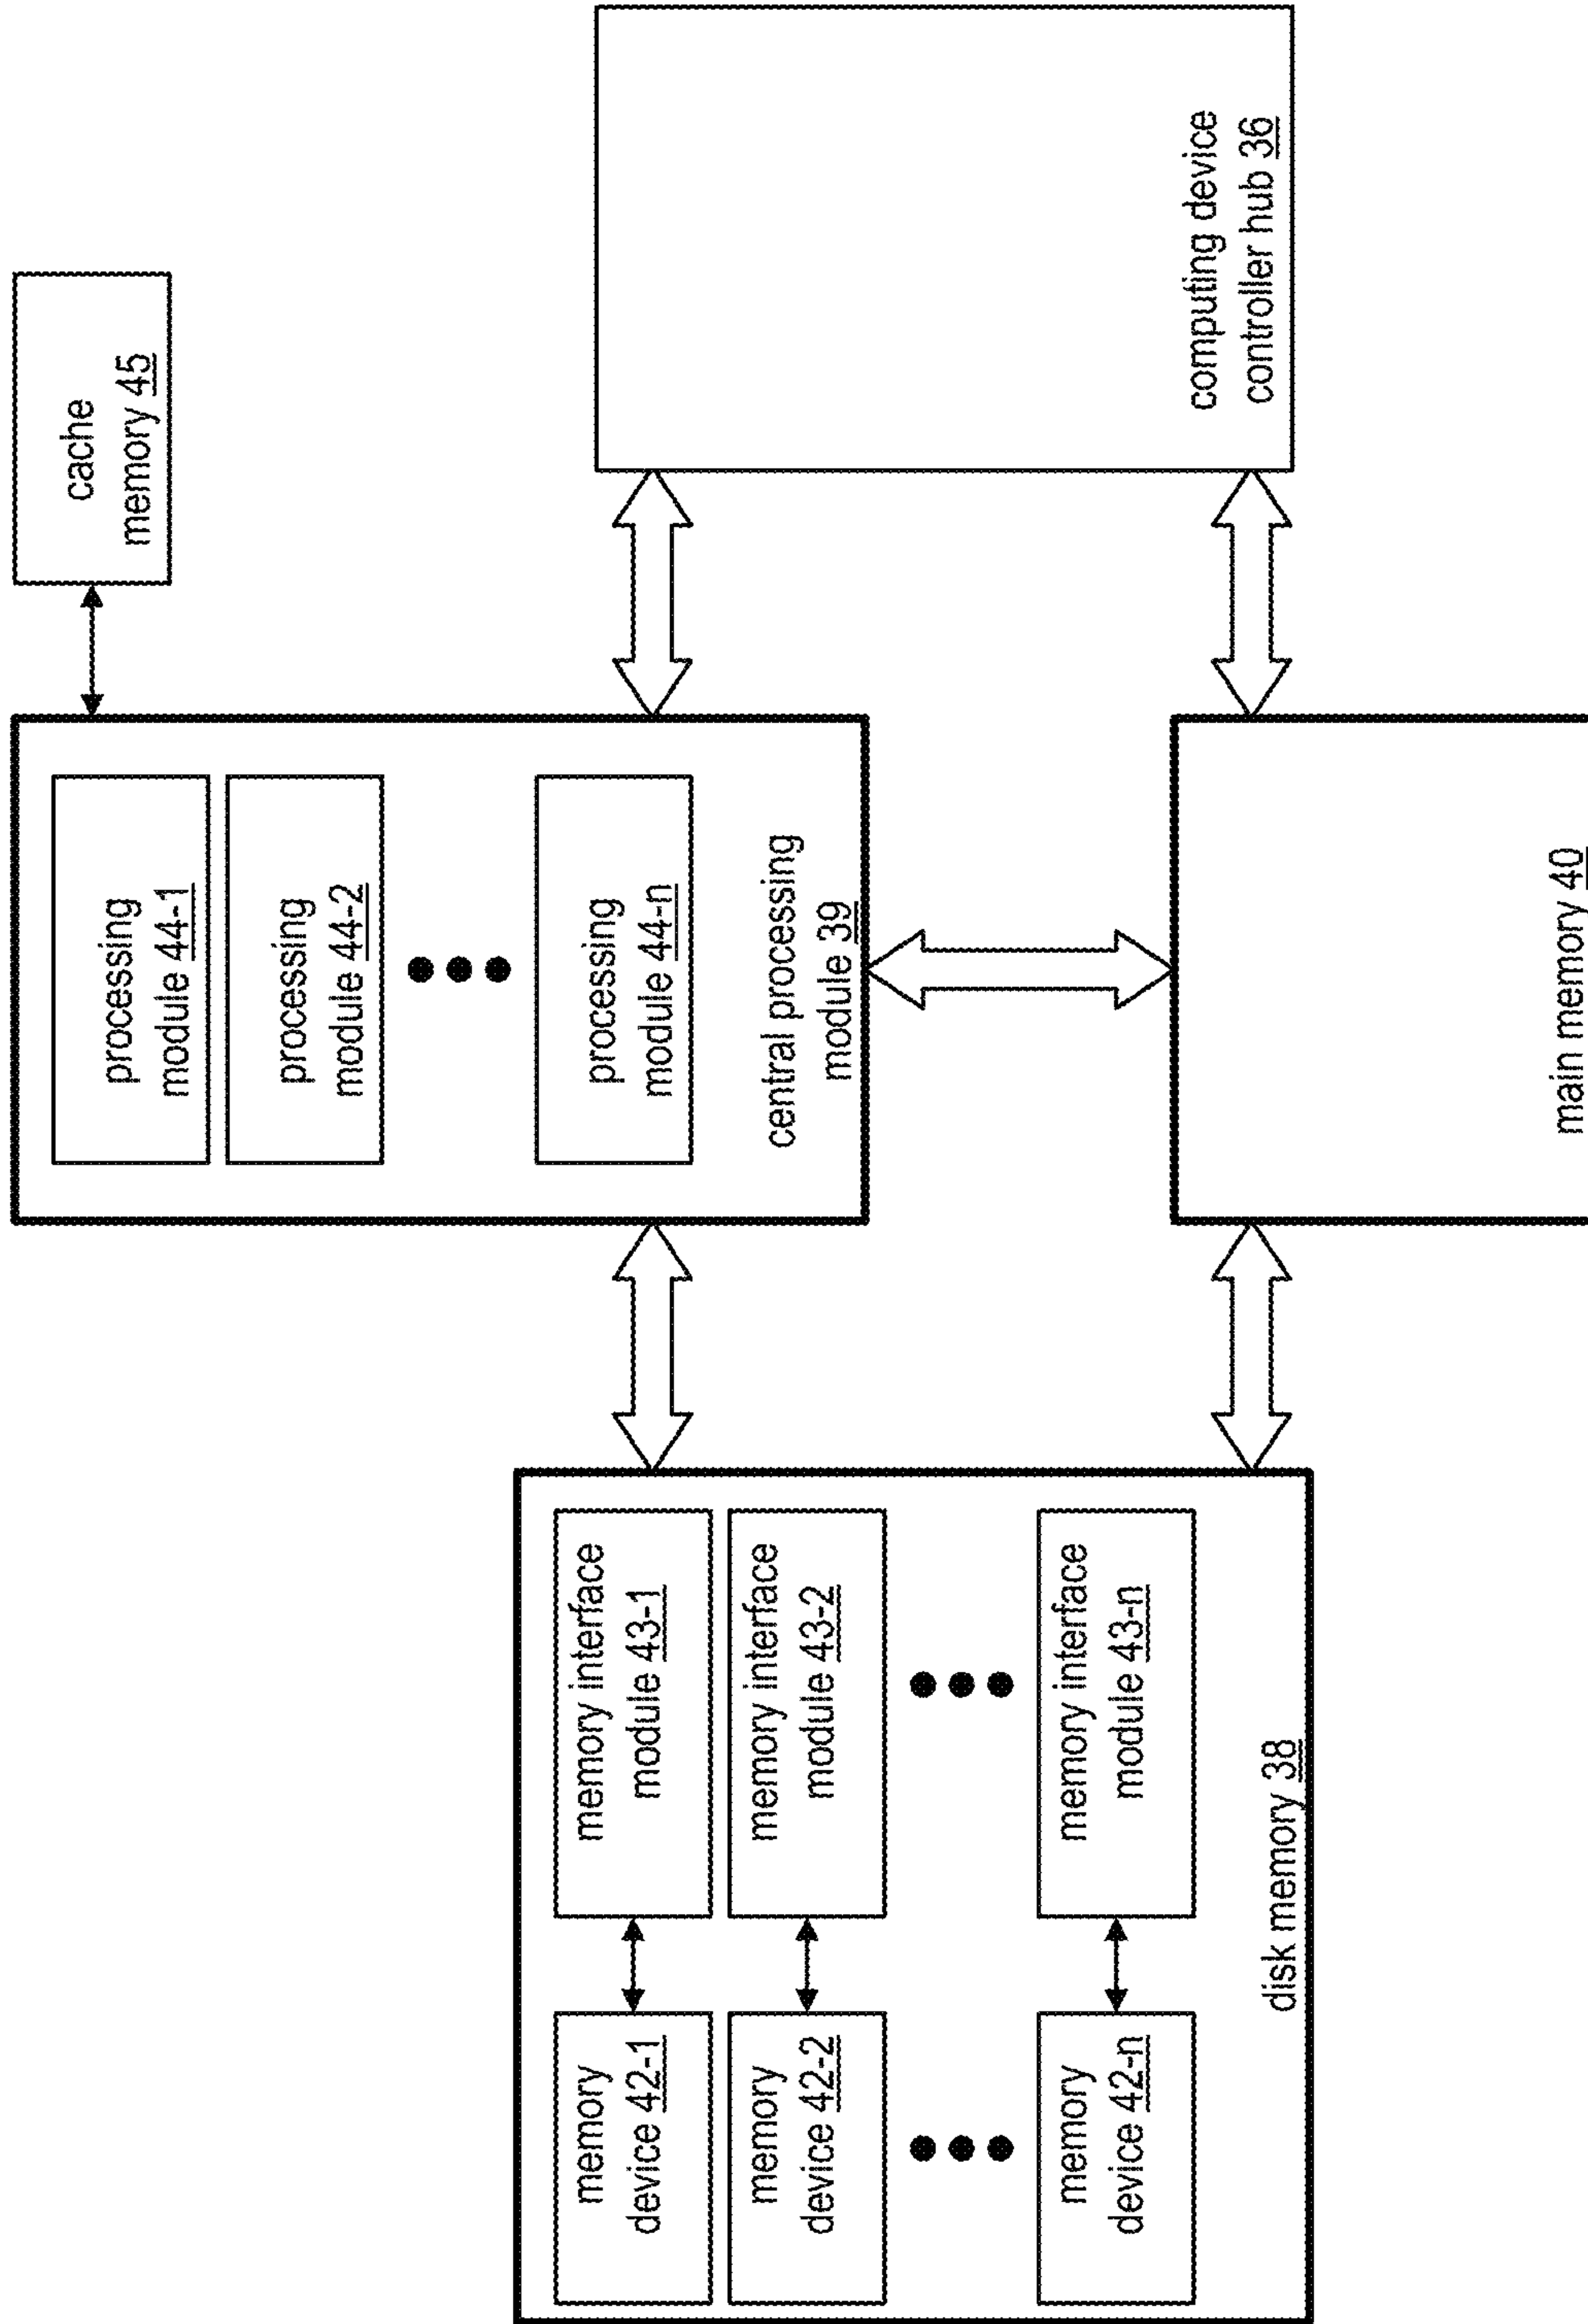 memory
device 42-1
memory interface
module 43-1
memory
device 42-2
memory interface
module 43-2
memory
device 42-n
memory interface
module 43-n
disk memory 38
processing
module 44-1
processing
module 44-2
processing
module 44-n
central processing
module 39
main memory 40
cache
memory 45
computing device
controller hub 36